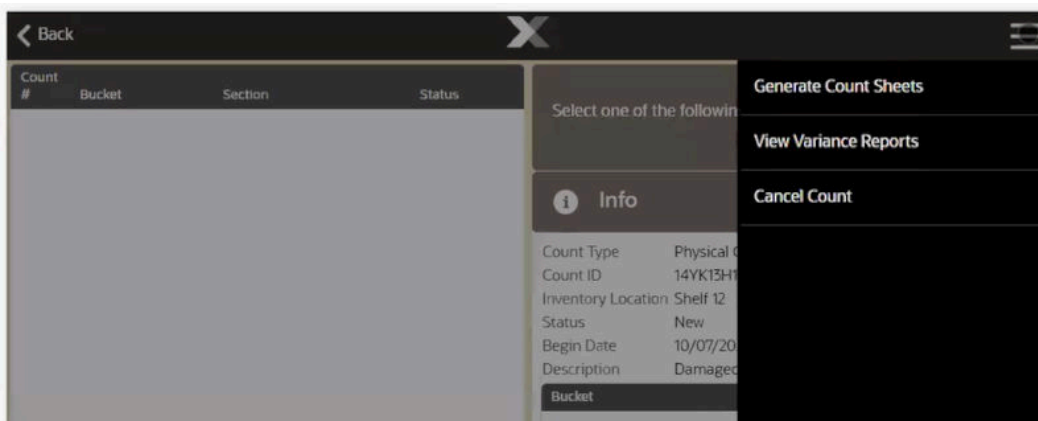 Back
Count
# Bucket Section Status
Select one of the followin
Info
Count Type Physical
Count ID 14YK13H1
Inventory Location Shelf 12
Status New
Begin Date 10/07/20
Description Damaged
Bucket
Generate Count Sheets
View Variance Reports
Cancel Count